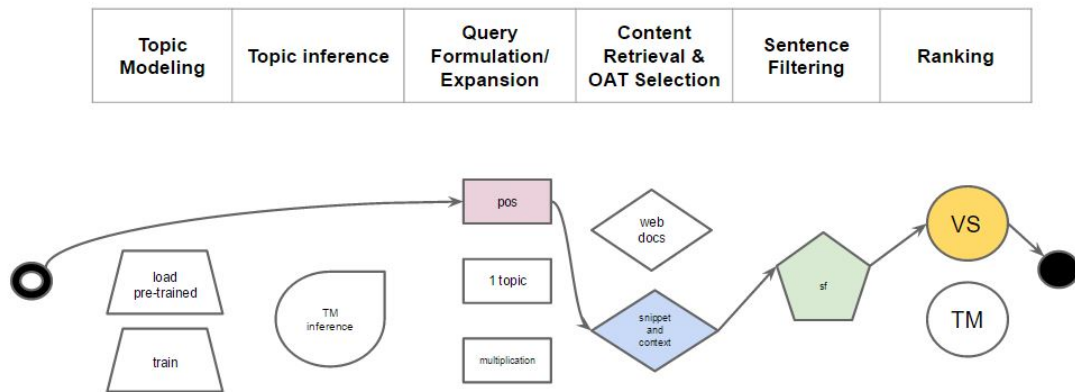 Topic
Modeling
Topic inference
Query
Formulation/
Expansion
Content
Retrieval &
OAT Selection
Sentence
Filtering
Ranking
pos
web
docs
VS
load
pre-trained
TM
inference
1 topic
sf
snippet
and
context
TM
train
multiplication